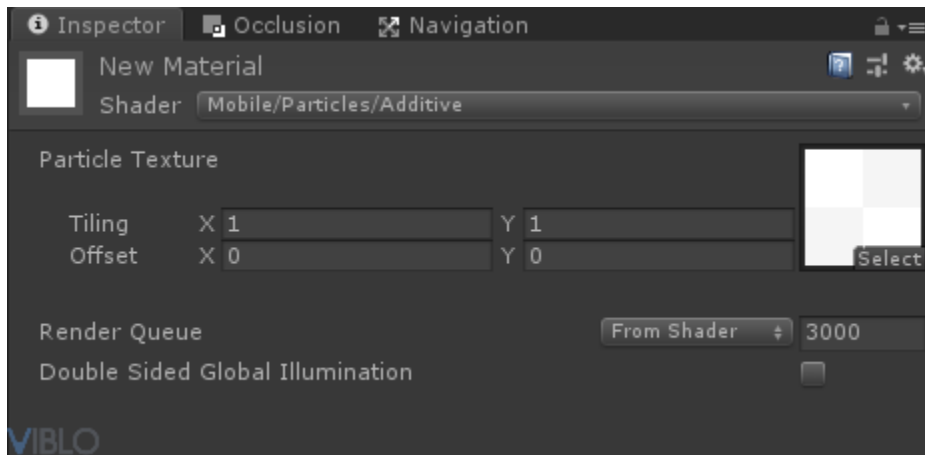 Inspector Occlusion Navigation
New Material
Shader Mobile/Particles/Additive
Particle Texture
Tiling X 1 Y 1
Offset X 0 Y 0
Select
Render Queue From Shader 3000
Double Sided Global Illumination
VIBLO